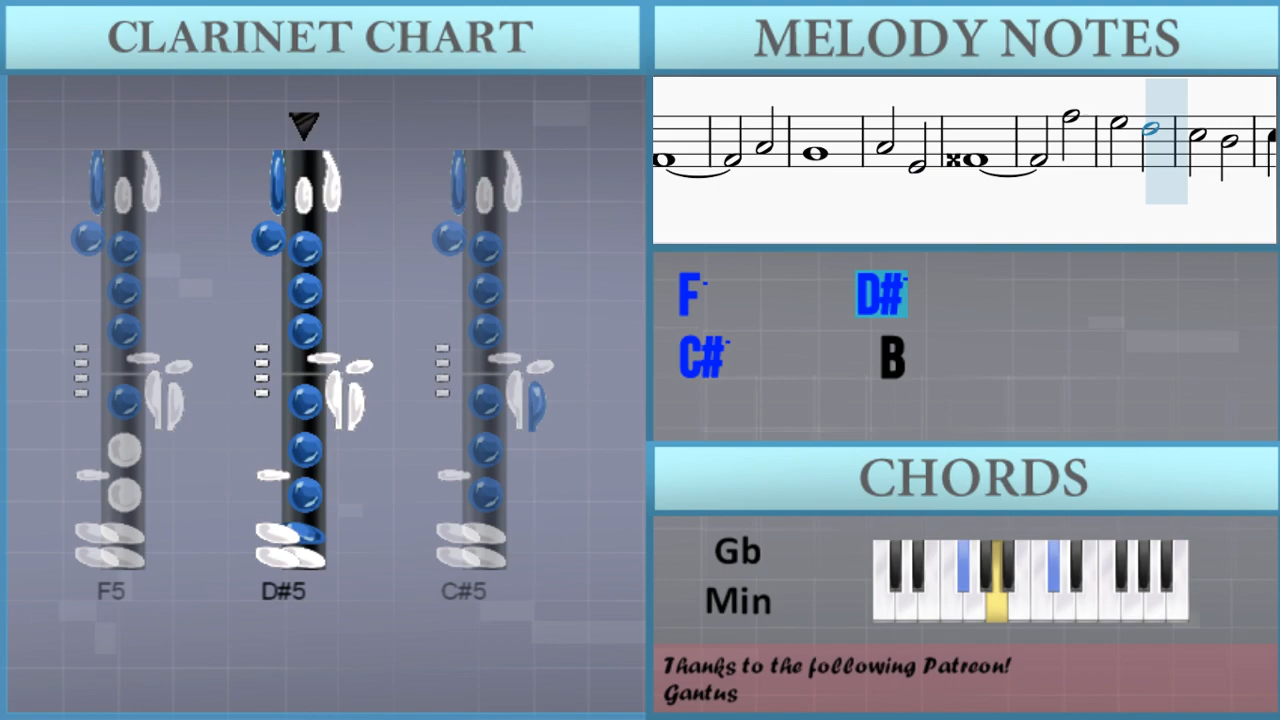 CLARINET CHART
F5 D#5 C#5
MELODY NOTES
F- D#-
C#- B
CHORDS
Gb
Min
Thanks to the following Patreon!
Gantus